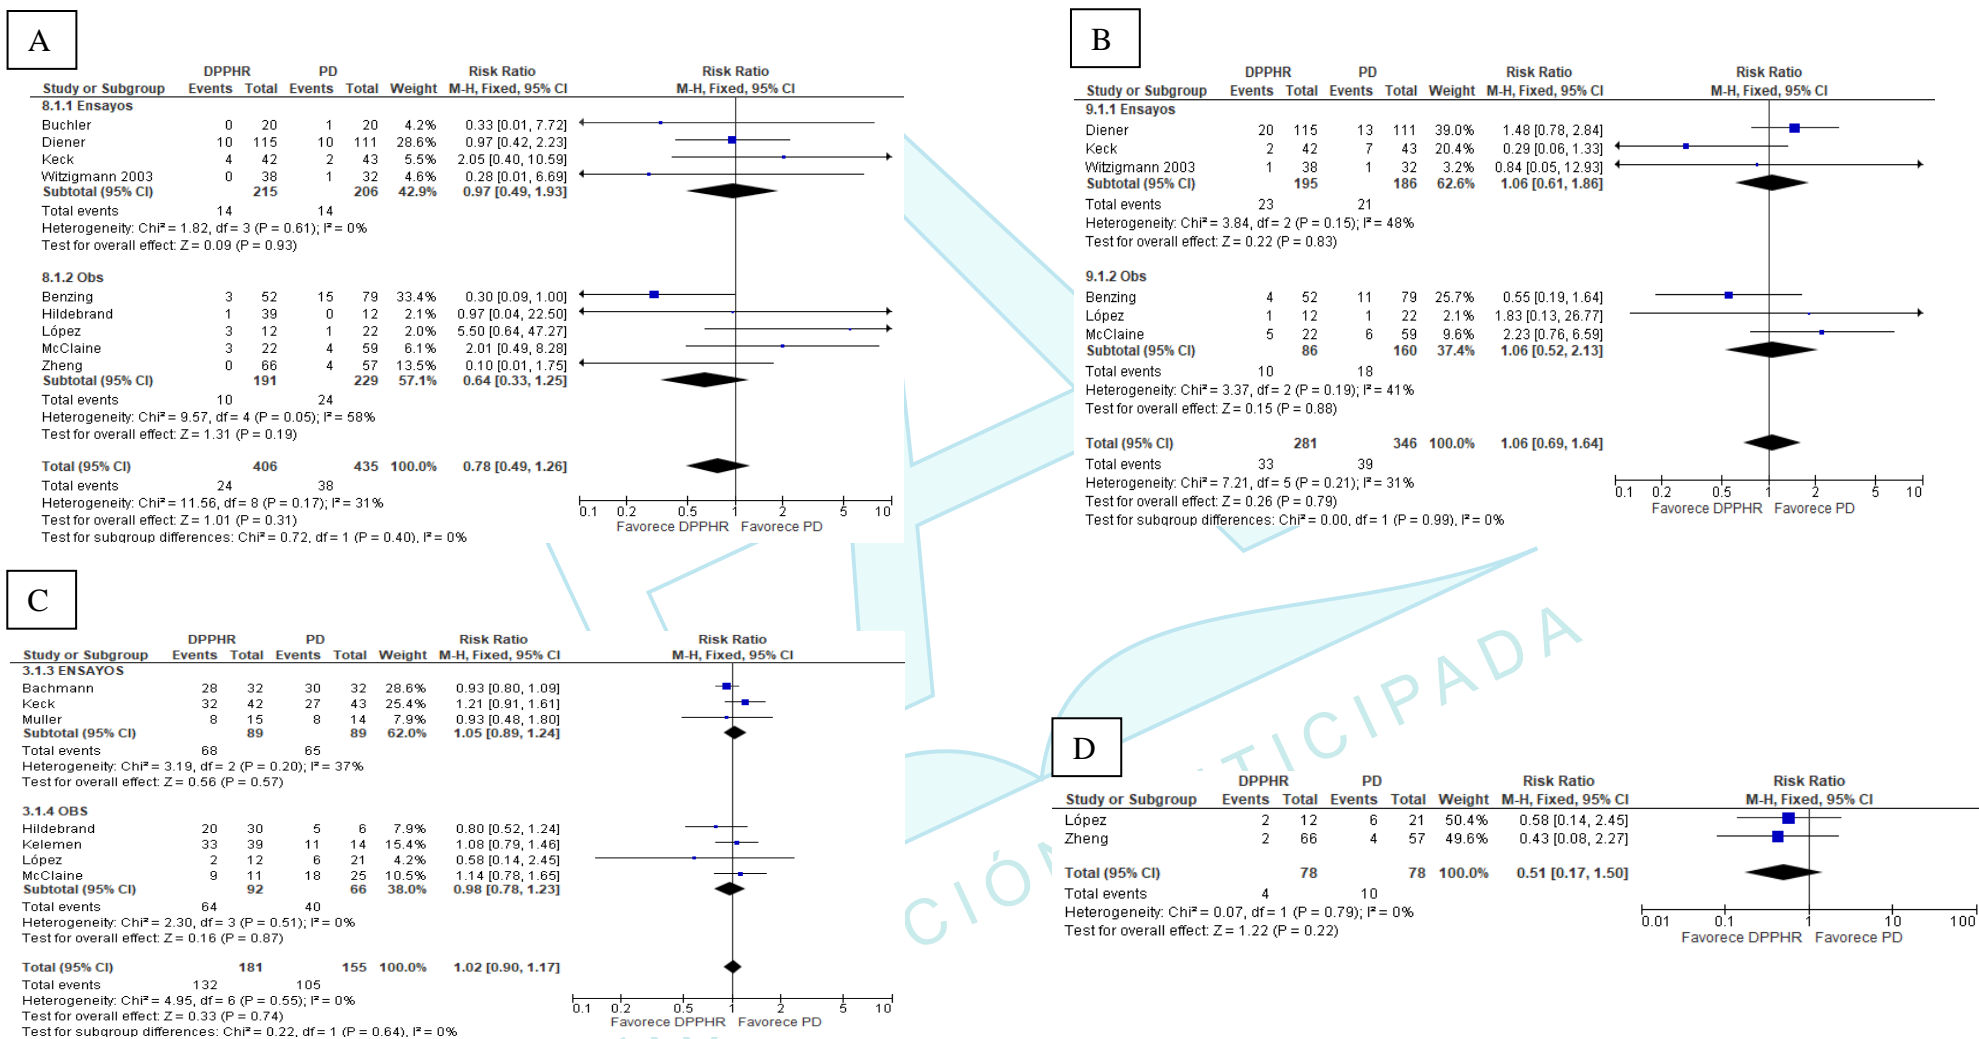 A
DPPHR PD Risk Ratio Risk Ratio
Study or Subgroup Events Total Events Total Weight M-H, Fixed, 95% CI M-H, Fixed, 95% CI
8.1.1 Ensayos
Buchler 0 20 1 20 4.2% 0.33 [0.01, 7.72]
Diener 10 115 10 111 28.6% 0.97 [0.42, 2.23]
Keck 4 42 2 43 5.5% 2.05 [0.40, 10.59]
Witzigmann 2003 0 38 1 32 4.6% 0.28 [0.01, 6.69]
Subtotal (95% CI) 215 206 42.9% 0.97 [0.49, 1.93]
Total events 14 14
Heterogeneity: Chi² = 1.82, df = 3 (P = 0.61); I² = 0%
Test for overall effect: Z = 0.09 (P = 0.93)
8.1.2 Obs
Benzing 3 52 15 79 33.4% 0.30 [0.09, 1.00]
Hildebrand 1 39 0 12 2.1% 0.97 [0.04, 22.50]
López 3 12 1 22 2.0% 5.50 [0.64, 47.27]
McClaine 3 22 4 59 6.1% 2.01 [0.49, 8.28]
Zheng 0 66 4 57 13.5% 0.10 [0.01, 1.75]
Subtotal (95% CI) 191 229 57.1% 0.64 [0.33, 1.25]
Total events 10 24
Heterogeneity: Chi² = 9.57, df = 4 (P = 0.05); I² = 58%
Test for overall effect: Z = 1.31 (P = 0.19)
Total (95% CI) 406 435 100.0% 0.78 [0.49, 1.26]
Total events 24 38
Heterogeneity: Chi² = 11.56, df = 8 (P = 0.17); I² = 31%
Test for overall effect: Z = 1.01 (P = 0.31)
Test for subgroup differences: Chi² = 0.72, df = 1 (P = 0.40), I² = 0%
0.1 0.2 0.5 1 2 5 10
Favorece DPPHR Favorece PD
B
DPPHR PD Risk Ratio Risk Ratio
Study or Subgroup Events Total Events Total Weight M-H, Fixed, 95% CI M-H, Fixed, 95% CI
9.1.1 Ensayos
Diener 20 115 13 111 39.0% 1.48 [0.78, 2.84]
Keck 2 42 7 43 20.4% 0.29 [0.06, 1.33]
Witzigmann 2003 1 38 1 32 3.2% 0.84 [0.05, 12.93]
Subtotal (95% CI) 195 186 62.6% 1.06 [0.61, 1.86]
Total events 23 21
Heterogeneity: Chi² = 3.84, df = 2 (P = 0.15); I² = 48%
Test for overall effect: Z = 0.22 (P = 0.83)
9.1.2 Obs
Benzing 4 52 11 79 25.7% 0.55 [0.19, 1.64]
López 1 12 1 22 2.1% 1.83 [0.13, 26.77]
McClaine 5 22 6 59 9.6% 2.23 [0.76, 6.59]
Subtotal (95% CI) 86 160 37.4% 1.06 [0.52, 2.13]
Total events 10 18
Heterogeneity: Chi² = 3.37, df = 2 (P = 0.19); I² = 41%
Test for overall effect: Z = 0.15 (P = 0.88)
Total (95% CI) 281 346 100.0% 1.06 [0.69, 1.64]
Total events 33 39
Heterogeneity: Chi² = 7.21, df = 5 (P = 0.21); I² = 31%
Test for overall effect: Z = 0.26 (P = 0.79)
Test for subgroup differences: Chi² = 0.00, df = 1 (P = 0.99), I² = 0%
0.1 0.2 0.5 1 2 5 10
Favorece DPPHR Favorece PD
C
DPPHR PD Risk Ratio Risk Ratio
Study or Subgroup Events Total Events Total Weight M-H, Fixed, 95% CI M-H, Fixed, 95% CI
3.1.3 ENSAYOS
Bachmann 28 32 30 32 28.6% 0.93 [0.80, 1.09]
Keck 32 42 27 43 25.4% 1.21 [0.91, 1.61]
Muller 8 15 8 14 7.9% 0.93 [0.48, 1.80]
Subtotal (95% CI) 89 89 62.0% 1.05 [0.89, 1.24]
Total events 68 65
Heterogeneity: Chi² = 3.19, df = 2 (P = 0.20); I² = 37%
Test for overall effect: Z = 0.56 (P = 0.57)
3.1.4 OBS
Hildebrand 20 30 5 6 7.9% 0.80 [0.52, 1.24]
Kelemen 33 39 11 14 15.4% 1.08 [0.79, 1.46]
López 2 12 6 21 4.2% 0.58 [0.14, 2.45]
McClaine 9 11 18 25 10.5% 1.14 [0.78, 1.65]
Subtotal (95% CI) 92 66 38.0% 0.98 [0.78, 1.23]
Total events 64 40
Heterogeneity: Chi² = 2.30, df = 3 (P = 0.51); I² = 0%
Test for overall effect: Z = 0.16 (P = 0.87)
Total (95% CI) 181 155 100.0% 1.02 [0.90, 1.17]
Total events 132 105
Heterogeneity: Chi² = 4.95, df = 6 (P = 0.55); I² = 0%
Test for overall effect: Z = 0.33 (P = 0.74)
Test for subgroup differences: Chi² = 0.22, df = 1 (P = 0.64), I² = 0%
0.1 0.2 0.5 1 2 5 10
Favorece DPPHR Favorece PD
D
DPPHR PD Risk Ratio Risk Ratio
Study or Subgroup Events Total Events Total Weight M-H, Fixed, 95% CI M-H, Fixed, 95% CI
López 2 12 6 21 50.4% 0.58 [0.14, 2.45]
Zheng 2 66 4 57 49.6% 0.43 [0.08, 2.27]
Total (95% CI) 78 78 100.0% 0.51 [0.17, 1.50]
Total events 4 10
Heterogeneity: Chi² = 0.07, df = 1 (P = 0.79); I² = 0%
Test for overall effect: Z = 1.22 (P = 0.22)
0.01 0.1 1 10 100
Favorece DPPHR Favorece PD